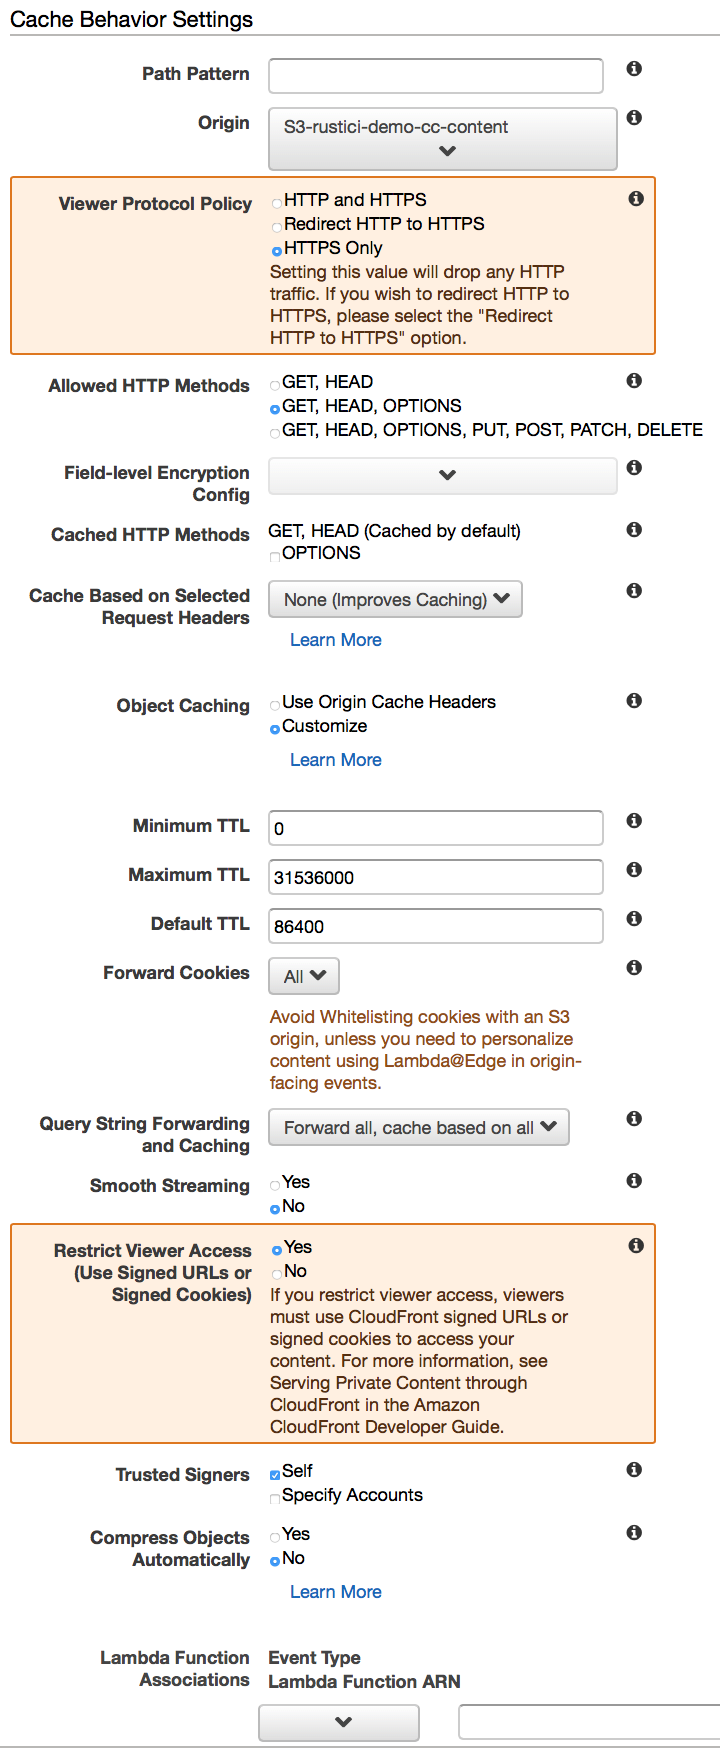 Cache Behavior Settings
Path Pattern
Origin
S3-rustici-demo-cc-content
Viewer Protocol Policy
HTTP and HTTPS
Redirect HTTP to HTTPS
HTTPS Only
Setting this value will drop any HTTP
traffic. If you wish to redirect HTTP to
HTTPS, please select the "Redirect
HTTP to HTTPS" option.
Allowed HTTP Methods
GET, HEAD
GET, HEAD, OPTIONS
GET, HEAD, OPTIONS, PUT, POST, PATCH, DELETE
Field-level Encryption
Config
Cached HTTP Methods
GET, HEAD (Cached by default)
OPTIONS
Cache Based on Selected
Request Headers
None (Improves Caching)
Learn More
Object Caching
Use Origin Cache Headers
Customize
Learn More
Minimum TTL
0
Maximum TTL
31536000
Default TTL
86400
Forward Cookies
All
Avoid Whitelisting cookies with an S3
origin, unless you need to personalize
content using Lambda@Edge in origin-
facing events.
Query String Forwarding
and Caching
Forward all, cache based on all
Smooth Streaming
Yes
No
Restrict Viewer Access
(Use Signed URLs or
Signed Cookies)
Yes
No
If you restrict viewer access, viewers
must use CloudFront signed URLs or
signed cookies to access your
content. For more information, see
Serving Private Content through
CloudFront in the Amazon
CloudFront Developer Guide.
Trusted Signers
Self
Specify Accounts
Compress Objects
Automatically
Yes
No
Learn More
Lambda Function
Associations
Event Type
Lambda Function ARN